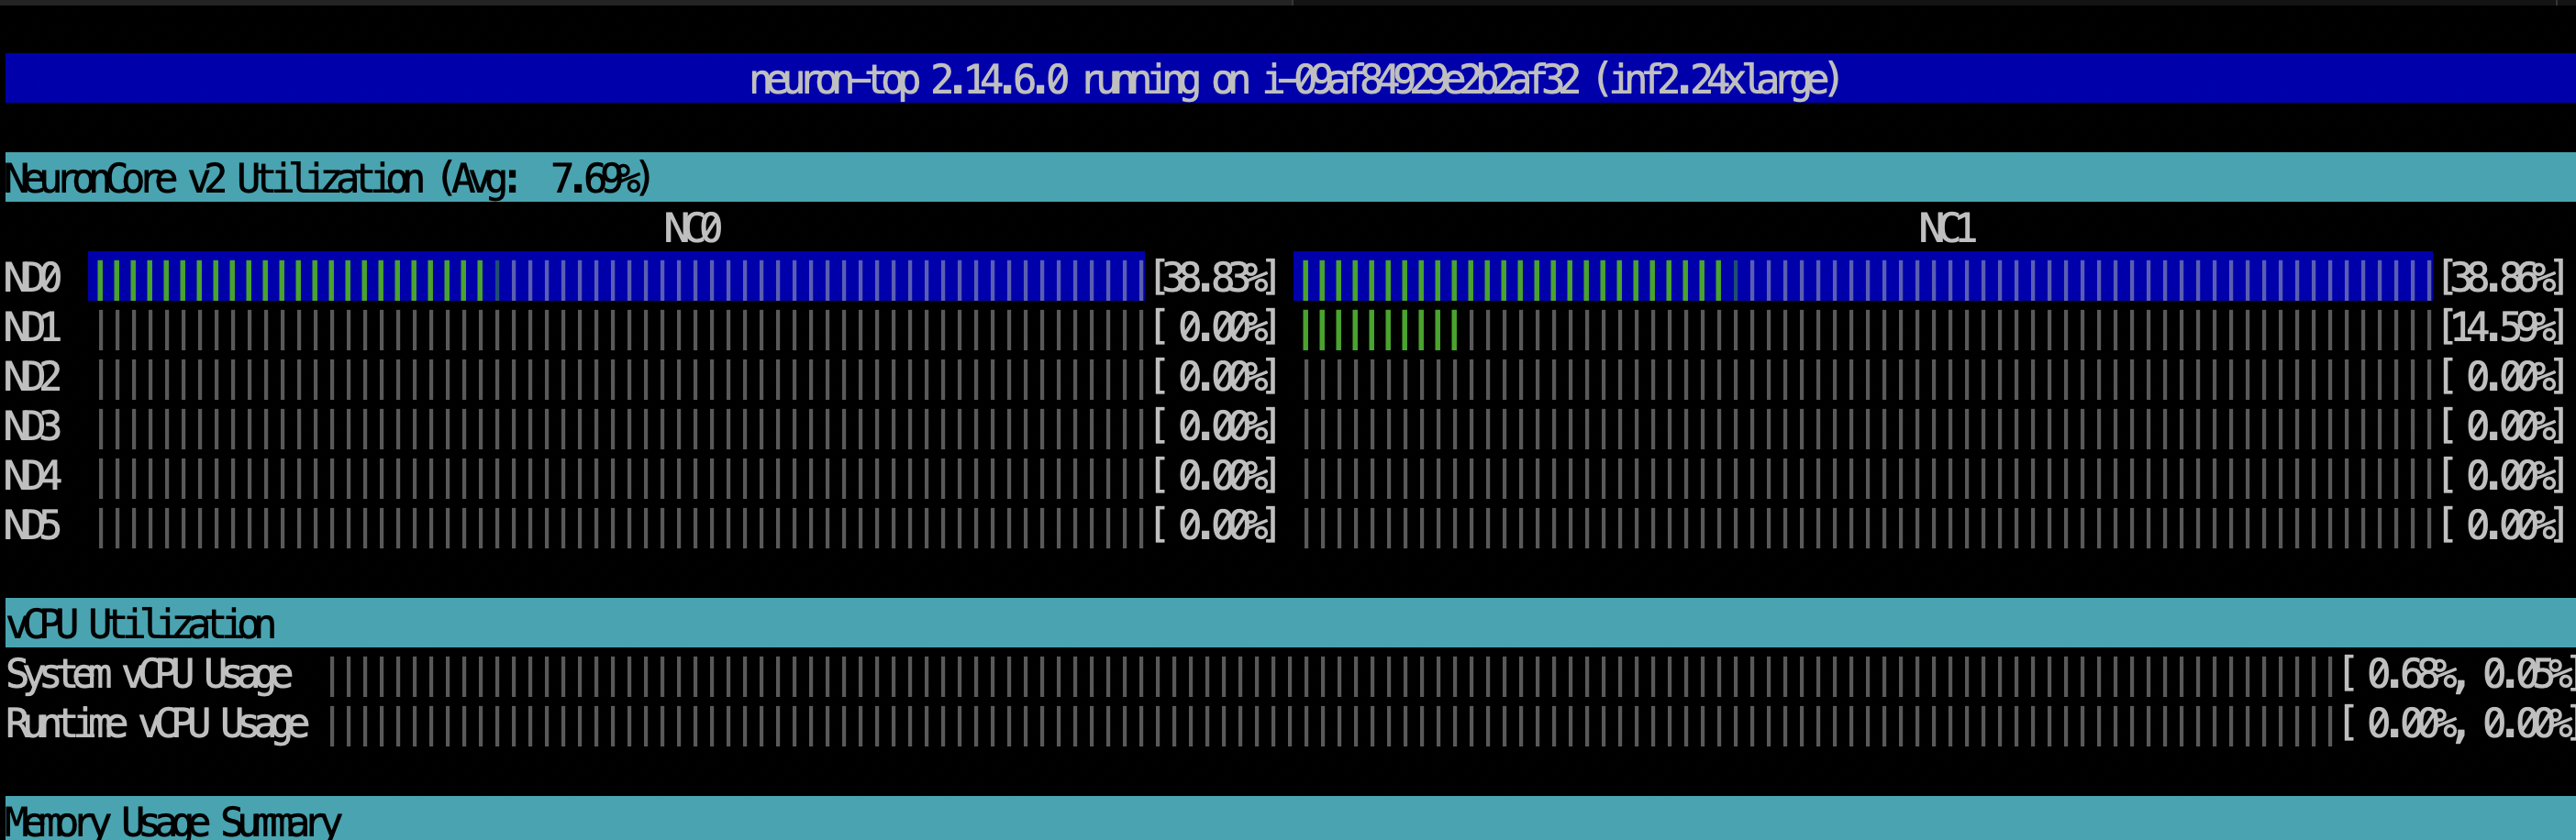 neuron-top 2.14.6.0 running on i-09af84929e2b2af32 (inf2.24xlarge)
NeuronCore v2 Utilization (Avg: 7.69%)
NC0 NC1
ND0 [38.83%] [38.86%]
ND1 [ 0.00%] [14.59%]
ND2 [ 0.00%] [ 0.00%]
ND3 [ 0.00%] [ 0.00%]
ND4 [ 0.00%] [ 0.00%]
ND5 [ 0.00%] [ 0.00%]
vCPU Utilization
System vCPU Usage [ 0.68%, 0.05%]
Runtime vCPU Usage [ 0.00%, 0.00%]
Memory Usage Summary